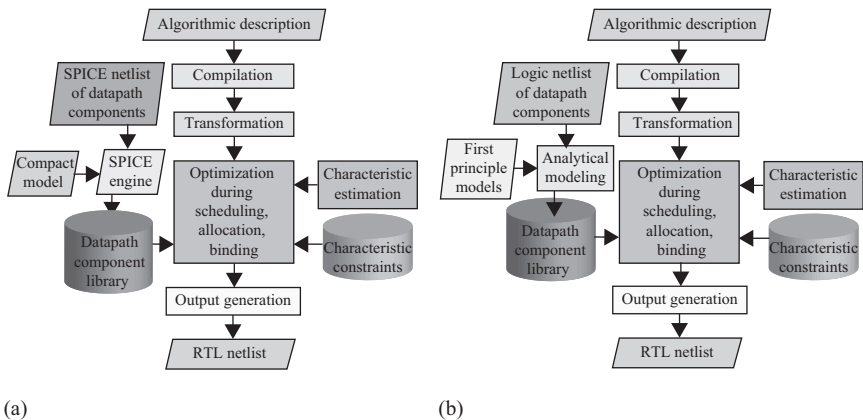 Algorithmic description
Compilation
Transformation
SPICE netlist
of datapath
components
Compact
model
SPICE
engine
Optimization
during
scheduling,
allocation,
binding
Characteristic
estimation
Datapath
component
library
Characteristic
constraints
Output generation
RTL netlist
(a)
Algorithmic description
Compilation
Transformation
Logic netlist
of datapath
components
First
principle
models
Analytical
modeling
Optimization
during
scheduling,
allocation,
binding
Characteristic
estimation
Datapath
component
library
Characteristic
constraints
Output generation
RTL netlist
(b)